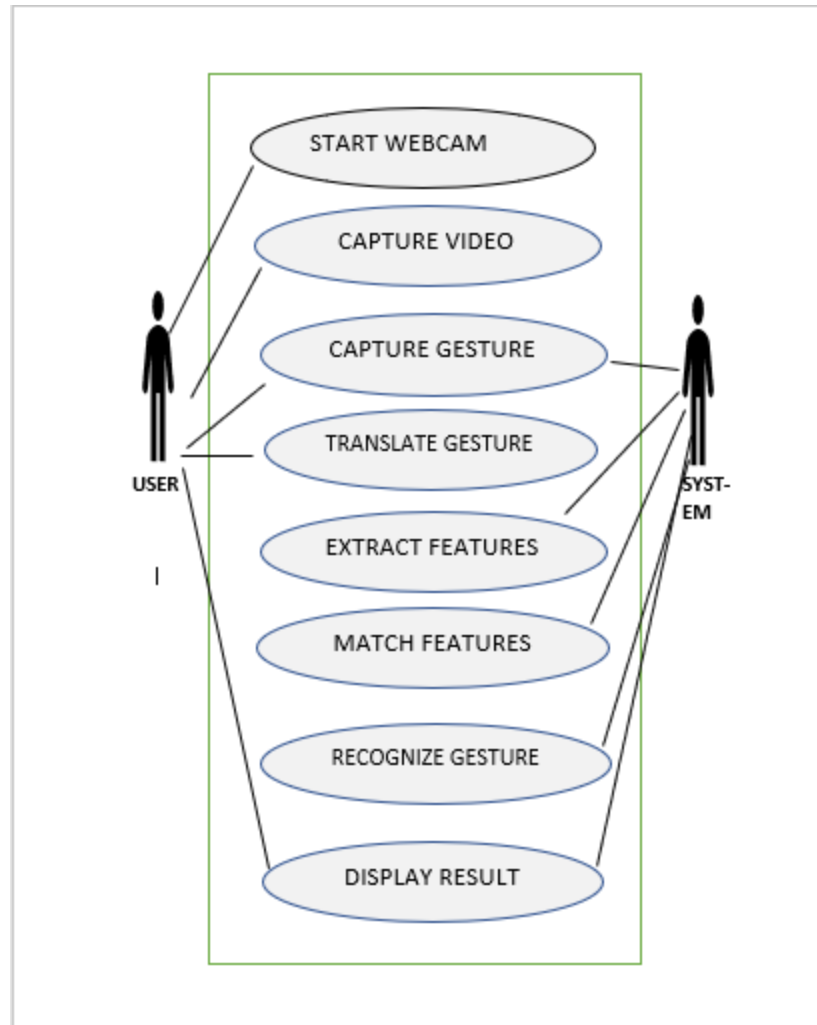 START WEBCAM
CAPTURE VIDEO
CAPTURE GESTURE
TRANSLATE GESTURE
USER
SYST-
EM
EXTRACT FEATURES
MATCH FEATURES
RECOGNIZE GESTURE
DISPLAY RESULT